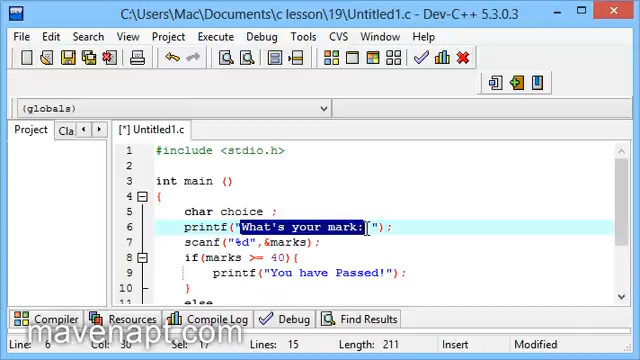 C:\Users\Mac\Documents\c lesson\19\Untitled1.c - Dev-C++ 5.3.0.3
File Edit Search View Project Execute Debug Tools CVS Window Help
(globals)
Project Cla [*] Untitled1.c
1 #include <stdio.h>
2
3 int main ()
4 {
5 char choice ;
6 printf("What's your mark: ");
7 scanf("%d",&marks);
8 if(marks >= 40){
9 printf("You have Passed!");
10 }
11 else
Compiler Resources Compile Log Debug Find Results
mavenapt.com
Line: 6 Col: 30 Sel: 17 Lines: 15 Length: 211 Insert Modified